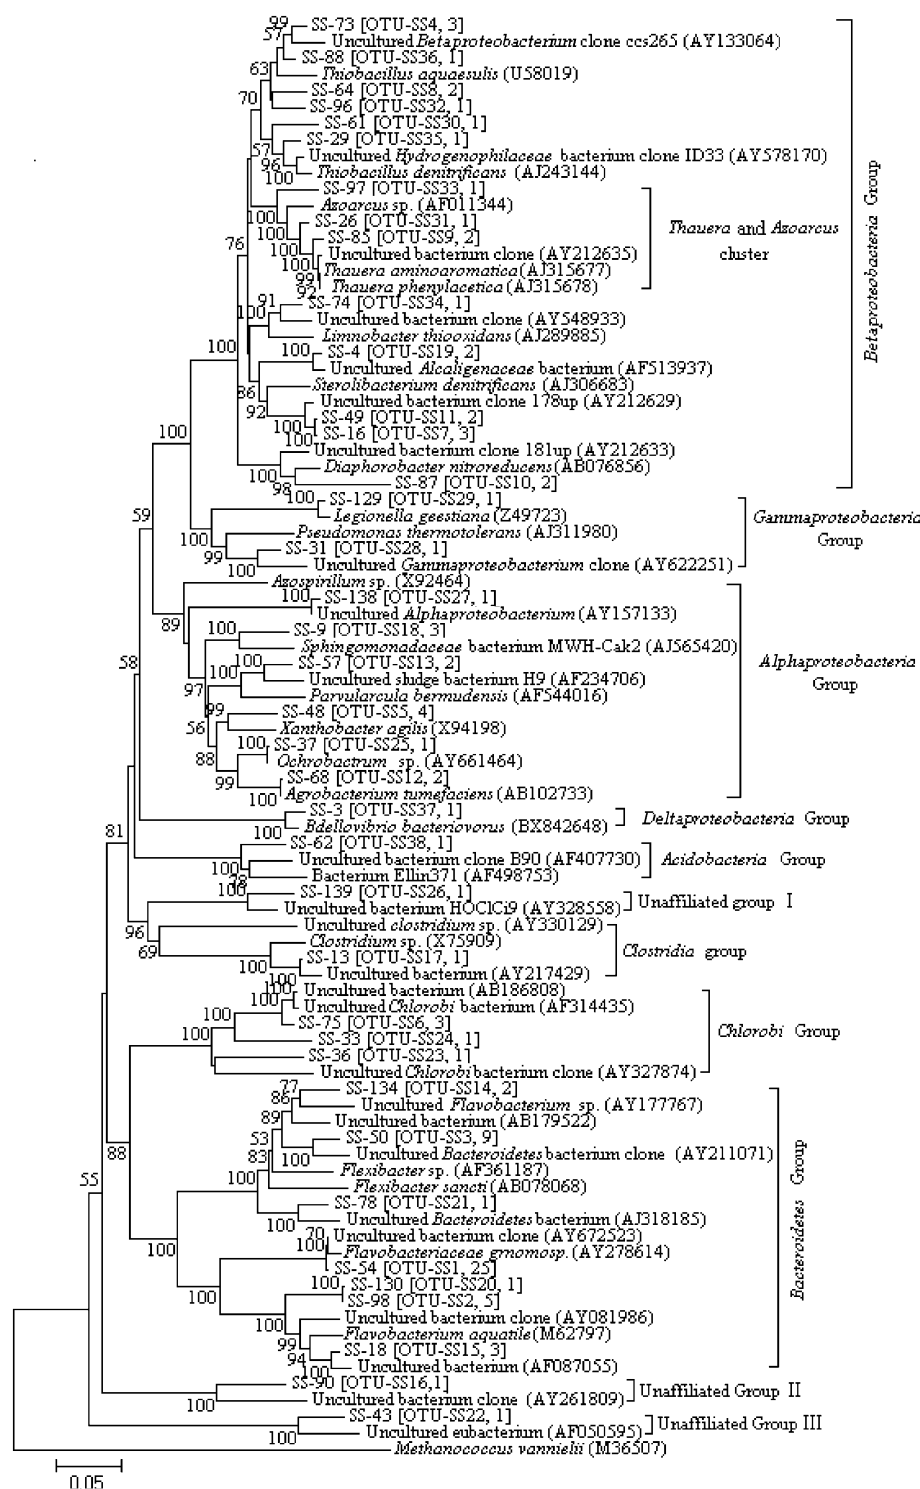 SS-73 [OTU-SS4, 3]
99
57
Uncultured Betaproteobacterium clone ccs265 (AY133064)
SS-88 [OTU-SS36, 1]
63
Thiobacillus aquaesulis (U58019)
SS-64 [OTU-SS8, 2]
70
SS-96 [OTU-SS32, 1]
SS-61 [OTU-SS30, 1]
SS-29 [OTU-SS35, 1]
57
Uncultured Hydrogenophilaceae bacterium clone ID33 (AY578170)
96
Thiobacillus denitrificans (AJ243144)
100
SS-97 [OTU-SS33, 1]
Azoarcus sp. (AF011344)
100
SS-26 [OTU-SS31, 1]
100
SS-85 [OTU-SS9, 2]
76
100
Uncultured bacterium clone (AY212635)
100
Thauera aminoaromatica (AJ315677)
99
Thauera phenylacetica (AJ315678)
92
Thauera and Azoarcus
cluster
SS-74 [OTU-SS34, 1]
91
100
Uncultured bacterium clone (AY548933)
Limnobacter thiooxidans (AJ289885)
100
SS-4 [OTU-SS19, 2]
100
Uncultured Alcaligenaceae bacterium (AF513937)
Sterolibacterium denitrificans (AJ306683)
86
Uncultured bacterium clone 178up (AY212629)
92
SS-49 [OTU-SS11, 2]
100
SS-16 [OTU-SS7, 3]
100
Uncultured bacterium clone 181up (AY212633)
Diaphorobacter nitroreducens (AB076856)
100
SS-87 [OTU-SS10, 2]
98
Betaproteobacteria Group
100
SS-129 [OTU-SS29, 1]
100
Legionella geestiana (Z49723)
59
Pseudomonas thermotolerans (AJ311980)
100
SS-31 [OTU-SS28, 1]
99
Uncultured Gammaproteobacterium clone (AY622251)
100
Gammaproteobacteria
Group
Azospirillum sp. (X92464)
SS-138 [OTU-SS27, 1]
100
Uncultured Alphaproteobacterium (AY157133)
89
SS-9 [OTU-SS18, 3]
100
Sphingomonadaceae bacterium MWH-Cak2 (AJ565420)
58
SS-57 [OTU-SS13, 2]
100
Uncultured sludge bacterium H9 (AF234706)
100
97
Parvularcula bermudensis (AF544016)
SS-48 [OTU-SS5, 4]
99
56
Xanthobacter agilis (X94198)
SS-37 [OTU-SS25, 1]
100
88
Ochrobactrum sp. (AY661464)
SS-68 [OTU-SS12, 2]
99
Agrobacterium tumefaciens (AB102733)
100
Alphaproteobacteria
Group
SS-3 [OTU-SS37, 1]
Bdellovibrio bacteriovorus (BX842648)
100
Deltaproteobacteria Group
81
SS-62 [OTU-SS38, 1]
Uncultured bacterium clone B90 (AF407730)
100
Bacterium Ellin371 (AF498753)
78
Acidobacteria Group
SS-139 [OTU-SS26, 1]
100
Uncultured bacterium HOClCi9 (AY328558)
Unaffiliated group I
96
Uncultured clostridium sp. (AY330129)
Clostridium sp. (X75909)
69
SS-13 [OTU-SS17, 1]
100
Uncultured bacterium (AY217429)
100
Clostridia group
Uncultured bacterium (AB186808)
100
Uncultured Chlorobi bacterium (AF314435)
100
SS-75 [OTU-SS6, 3]
100
SS-33 [OTU-SS24, 1]
100
SS-36 [OTU-SS23, 1]
Uncultured Chlorobi bacterium clone (AY327874)
Chlorobi Group
SS-134 [OTU-SS14, 2]
77
86
Uncultured Flavobacterium sp. (AY177767)
89
Uncultured bacterium (AB179522)
53
SS-50 [OTU-SS3, 9]
88
83
100
Uncultured Bacteroidetes bacterium clone (AY211071)
55
Flexibacter sp. (AF361187)
100
Flexibacter sancti (AB078068)
SS-78 [OTU-SS21, 1]
100
Uncultured Bacteroidetes bacterium (AJ318185)
70
Uncultured bacterium clone (AY672523)
100
100
Flavobacteriaceae grnomosp. (AY278614)
SS-54 [OTU-SS1, 25]
100
SS-130 [OTU-SS20, 1]
100
SS-98 [OTU-SS2, 5]
100
Uncultured bacterium clone (AY081986)
Flavobacterium aquatile (M62797)
99
SS-18 [OTU-SS15, 3]
94
Uncultured bacterium (AF087055)
100
Bacteroidetes Group
SS-90 [OTU-SS16,1]
Uncultured bacterium clone (AY261809)
100
Unaffiliated Group II
SS-43 [OTU-SS22, 1]
Uncultured eubacterium (AF050595)
100
Unaffiliated Group III
Methanococcus vannielii (M36507)
0.05